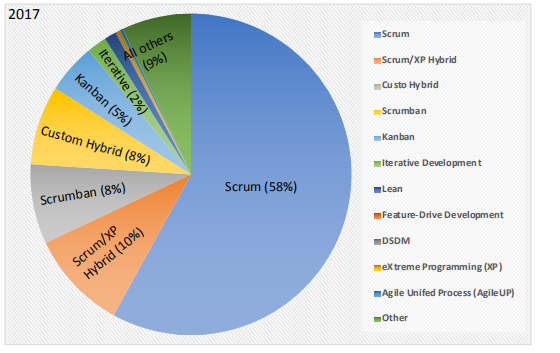 2017
All others
(9%)
Iterative (2%)
Kanban (5%)
Custom Hybrid (8%)
Scrumban (8%)
Scrum/XP
Hybrid (10%)
Scrum (58%)
Scrum
Scrum/XP Hybrid
Custo Hybrid
Scrumban
Kanban
Iterative Development
Lean
Feature-Drive Development
DSDM
eXtreme Programming (XP)
Agile Unifed Process (AgileUP)
Other